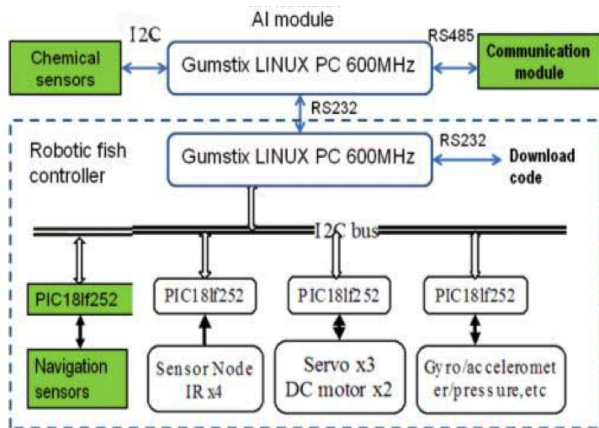 AI module
I2C
Chemical
sensors
Gumstix LINUX PC 600MHz
RS485
Communication
module
RS232
Robotic fish
controller
Gumstix LINUX PC 600MHz
RS232
Download
code
I2C bus
PIC18lf252
PIC18lf252
PIC18lf252
PIC18lf252
Navigation
sensors
Sensor Node
IR x4
Servo x3
DC motor x2
Gyro/acceleromet
er/pressure,etc